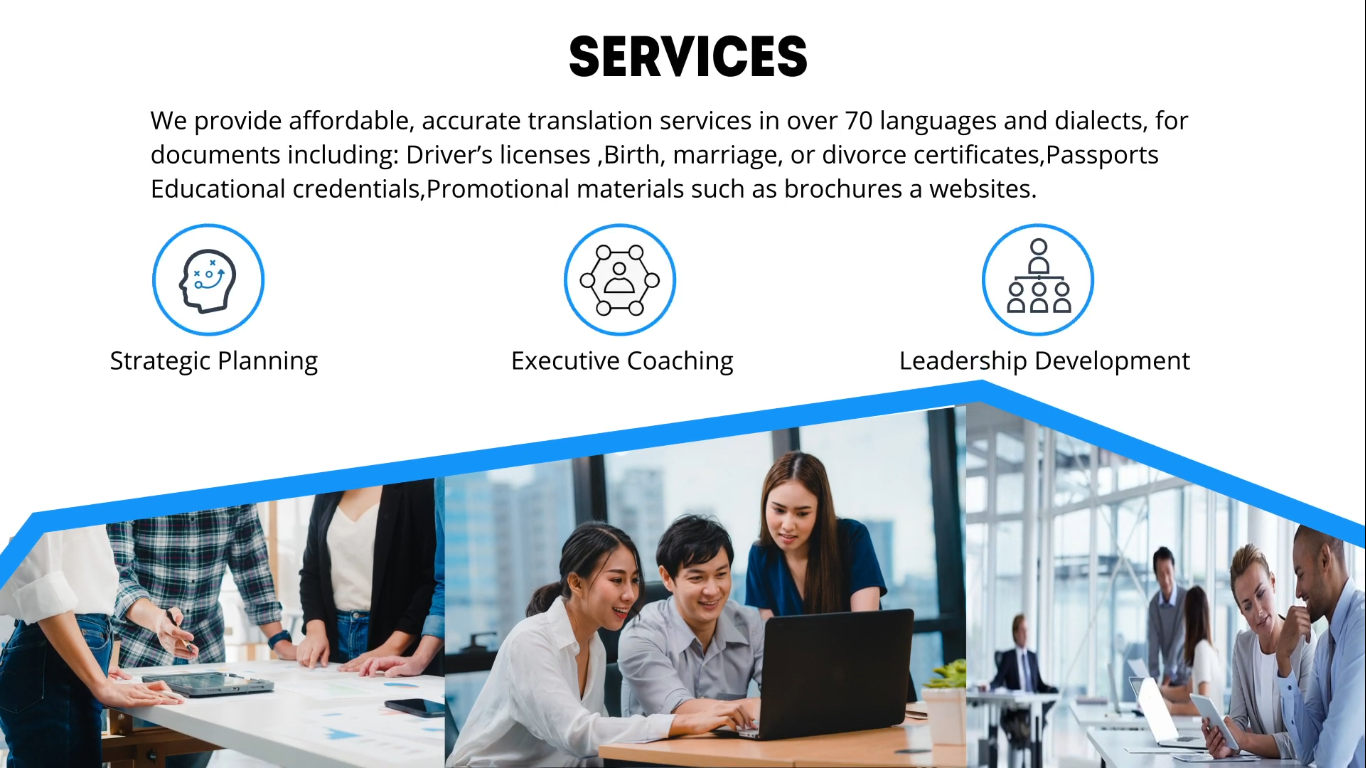 SERVICES
We provide affordable, accurate translation services in over 70 languages and dialects, for
documents including: Driver’s licenses ,Birth, marriage, or divorce certificates,Passports
Educational credentials,Promotional materials such as brochures a websites.
Strategic Planning
Executive Coaching
Leadership Development